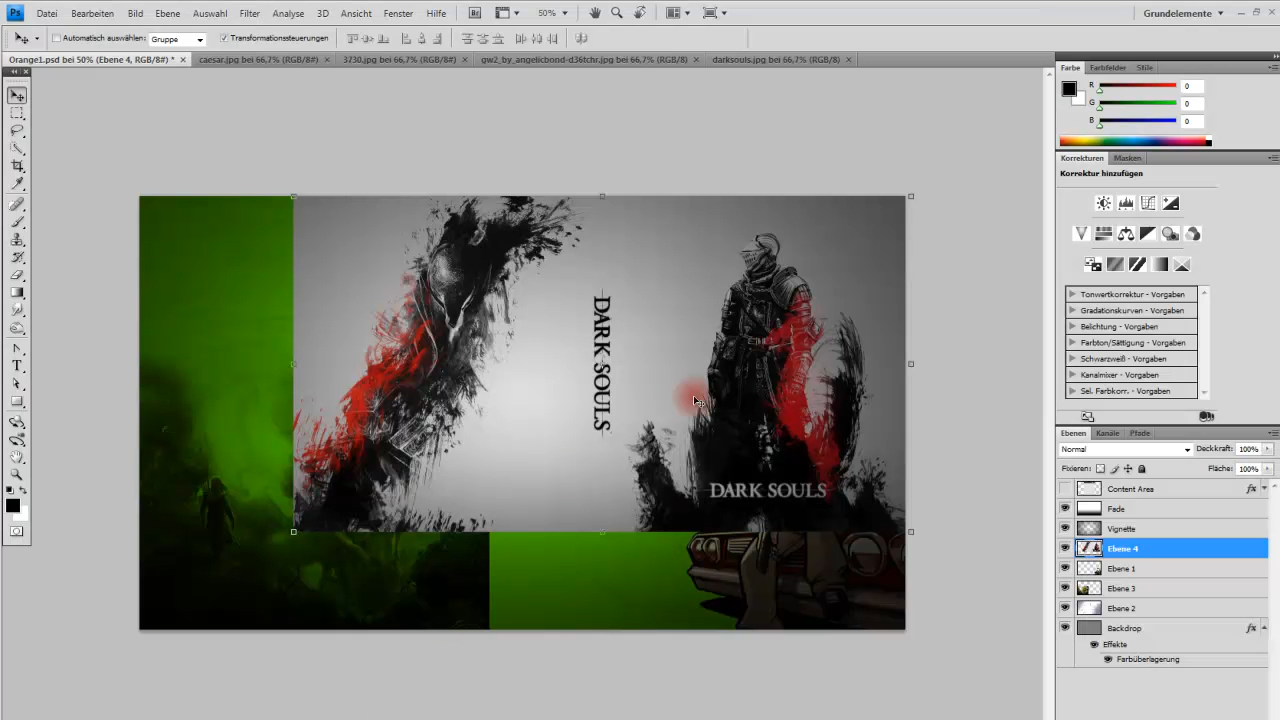 Ps Datei Bearbeiten Bild Ebene Auswahl Filter Analyse 3D Ansicht Fenster Hilfe Br 50% Grundelemente
Automatisch auswählen: Gruppe Transformationssteuerungen
Orange1.psd bei 50% (Ebene 4, RGB/8#) * caesar.jpg bei 66,7% (RGB/8#) 3730.jpg bei 66,7% (RGB/8#) gw2_by_angelicbond-d36tchr.jpg bei 66,7% (RGB/8#) darksouls.jpg bei 66,7% (RGB/8)
Farbe Farbfelder Stile
R 0
G 0
B 0
Korrekturen Masken
Korrektur hinzufügen
Tonwertkorrektur - Vorgaben
Gradationskurven - Vorgaben
Belichtung - Vorgaben
Farbton/Sättigung - Vorgaben
Schwarzweiß - Vorgaben
Kanalmixer - Vorgaben
Sel. Farbkorr. - Vorgaben
DARK SOULS
DARK SOULS
Ebenen Kanäle Pfade
Normal Deckkraft: 100%
Fixieren: Fläche: 100%
Content Area fx
Fade
Vignette
Ebene 4
Ebene 1
Ebene 3
Ebene 2
Backdrop fx
Effekte
Farbüberlagerung